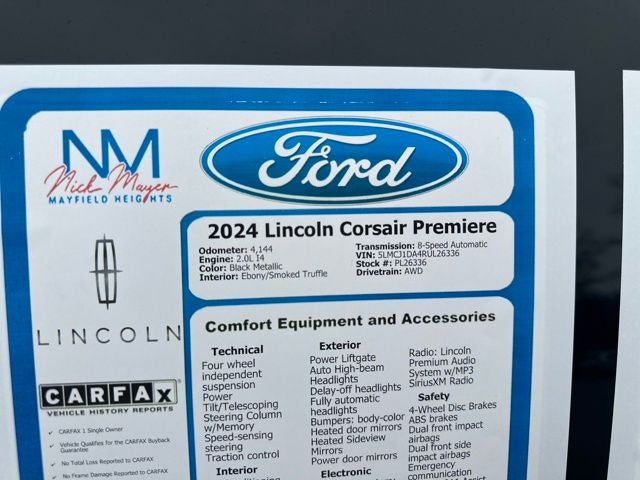 NM
Nick Mayer
MAYFIELD HEIGHTS
Ford
LINCOLN
CARFAX
VEHICLE HISTORY REPORTS
✓ CARFAX 1 Single Owner
✓ Vehicle Qualifies for the CARFAX Buyback
Guarantee
✓ No Total Loss Reported to CARFAX
✓ No Frame Damage Reported to CARFAX
2024 Lincoln Corsair Premiere
Odometer: 4,144
Engine: 2.0L I4
Color: Black Metallic
Interior: Ebony/Smoked Truffle
Transmission: 8-Speed Automatic
VIN: 5LMCJ1DA4RUL26336
Stock #: PL26336
Drivetrain: AWD
Comfort Equipment and Accessories
Technical
Four wheel
independent
suspension
Power
Tilt/Telescoping
Steering Column
w/Memory
Speed-sensing
steering
Traction control
Interior
Exterior
Power Liftgate
Auto High-beam
Headlights
Delay-off headlights
Fully automatic
headlights
Bumpers: body-color
Heated door mirrors
Heated Sideview
Mirrors
Power door mirrors
Electronic
Radio: Lincoln
Premium Audio
System w/MP3
SiriusXM Radio
Safety
4-Wheel Disc Brakes
ABS brakes
Dual front impact
airbags
Dual front side
impact airbags
Emergency
communication